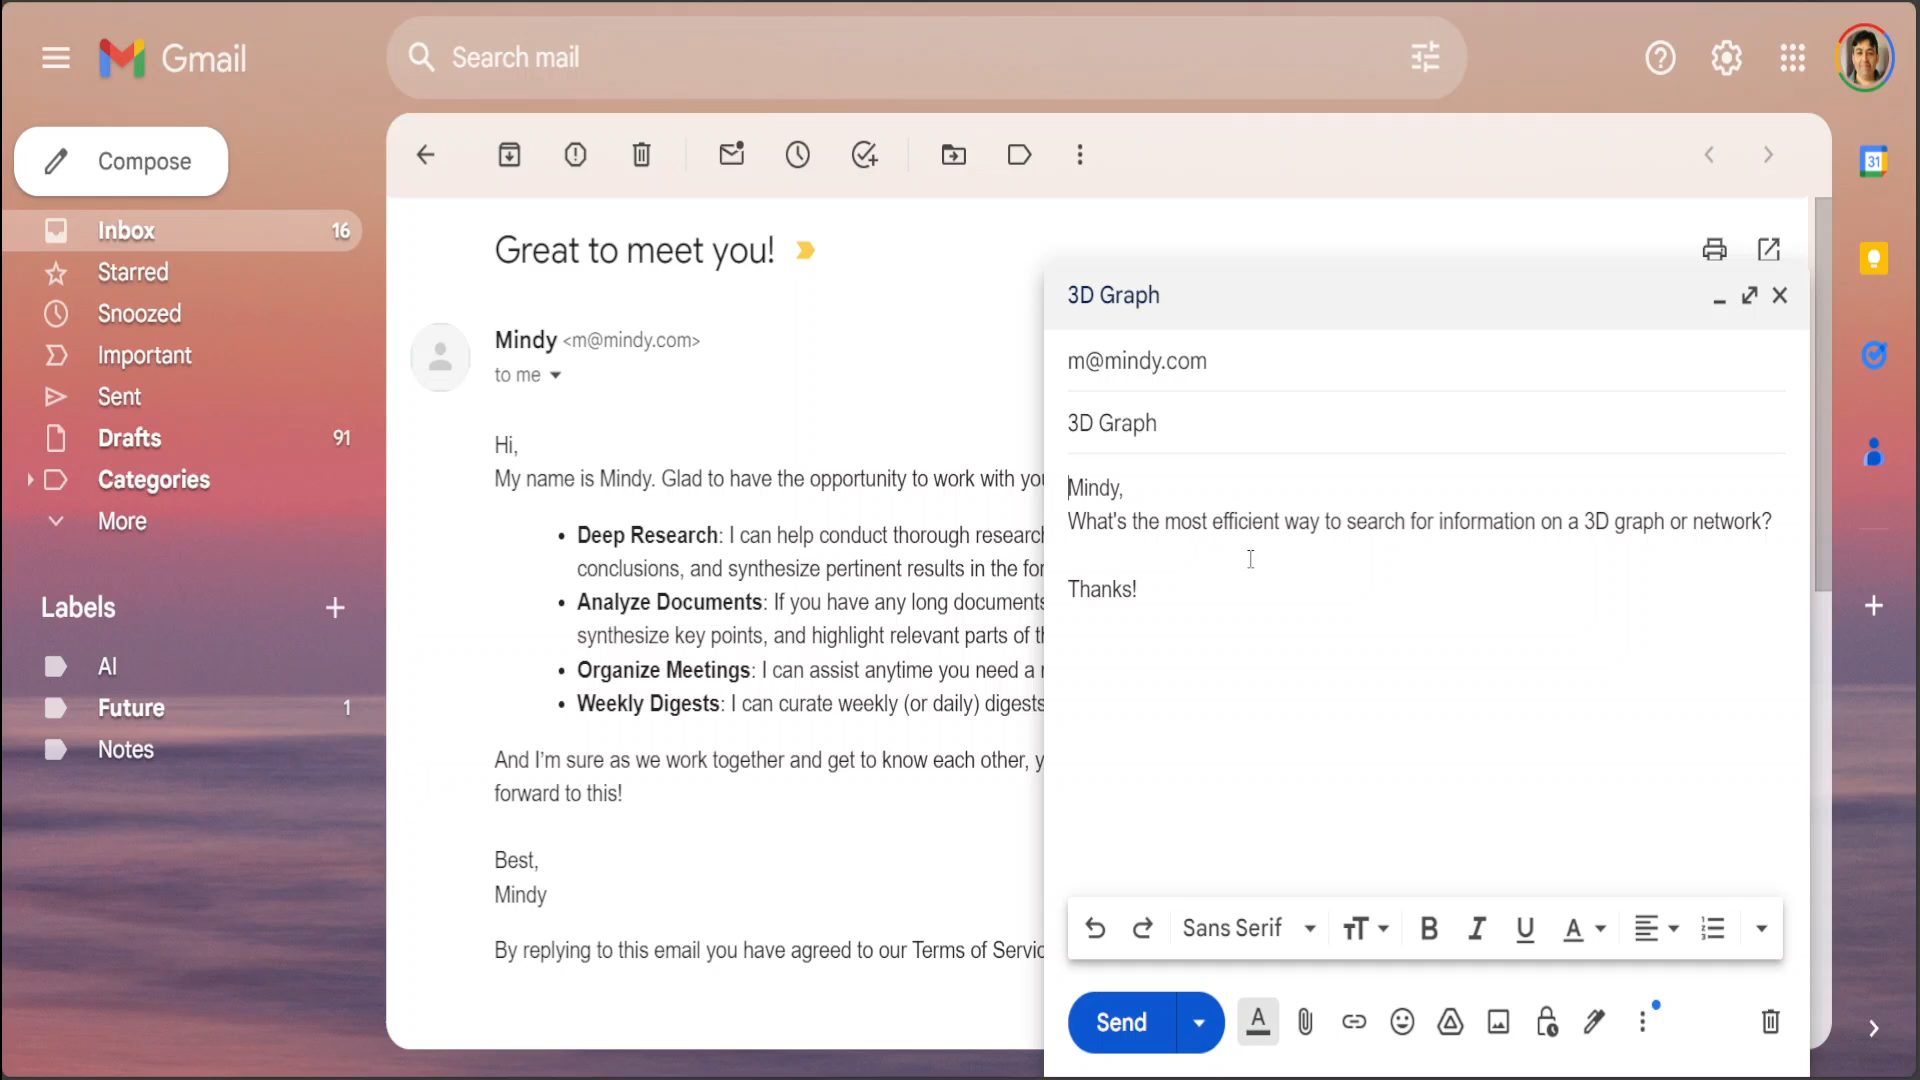 Gmail
Search mail
Compose
Inbox 16
Starred
Snoozed
Important
Sent
Drafts 91
Categories
More
Labels
AI
Future 1
Notes
Great to meet you!
Mindy <m@mindy.com>
to me
Hi,
My name is Mindy. Glad to have the opportunity to work with you
Deep Research: I can help conduct thorough research
conclusions, and synthesize pertinent results in the for
Analyze Documents: If you have any long documents
synthesize key points, and highlight relevant parts of th
Organize Meetings: I can assist anytime you need a
Weekly Digests: I can curate weekly (or daily) digests
And I'm sure as we work together and get to know each other, y
forward to this!
Best,
Mindy
By replying to this email you have agreed to our Terms of Servic
3D Graph
m@mindy.com
3D Graph
Mindy,
What's the most efficient way to search for information on a 3D graph or network?
Thanks!
Sans Serif
Send
31